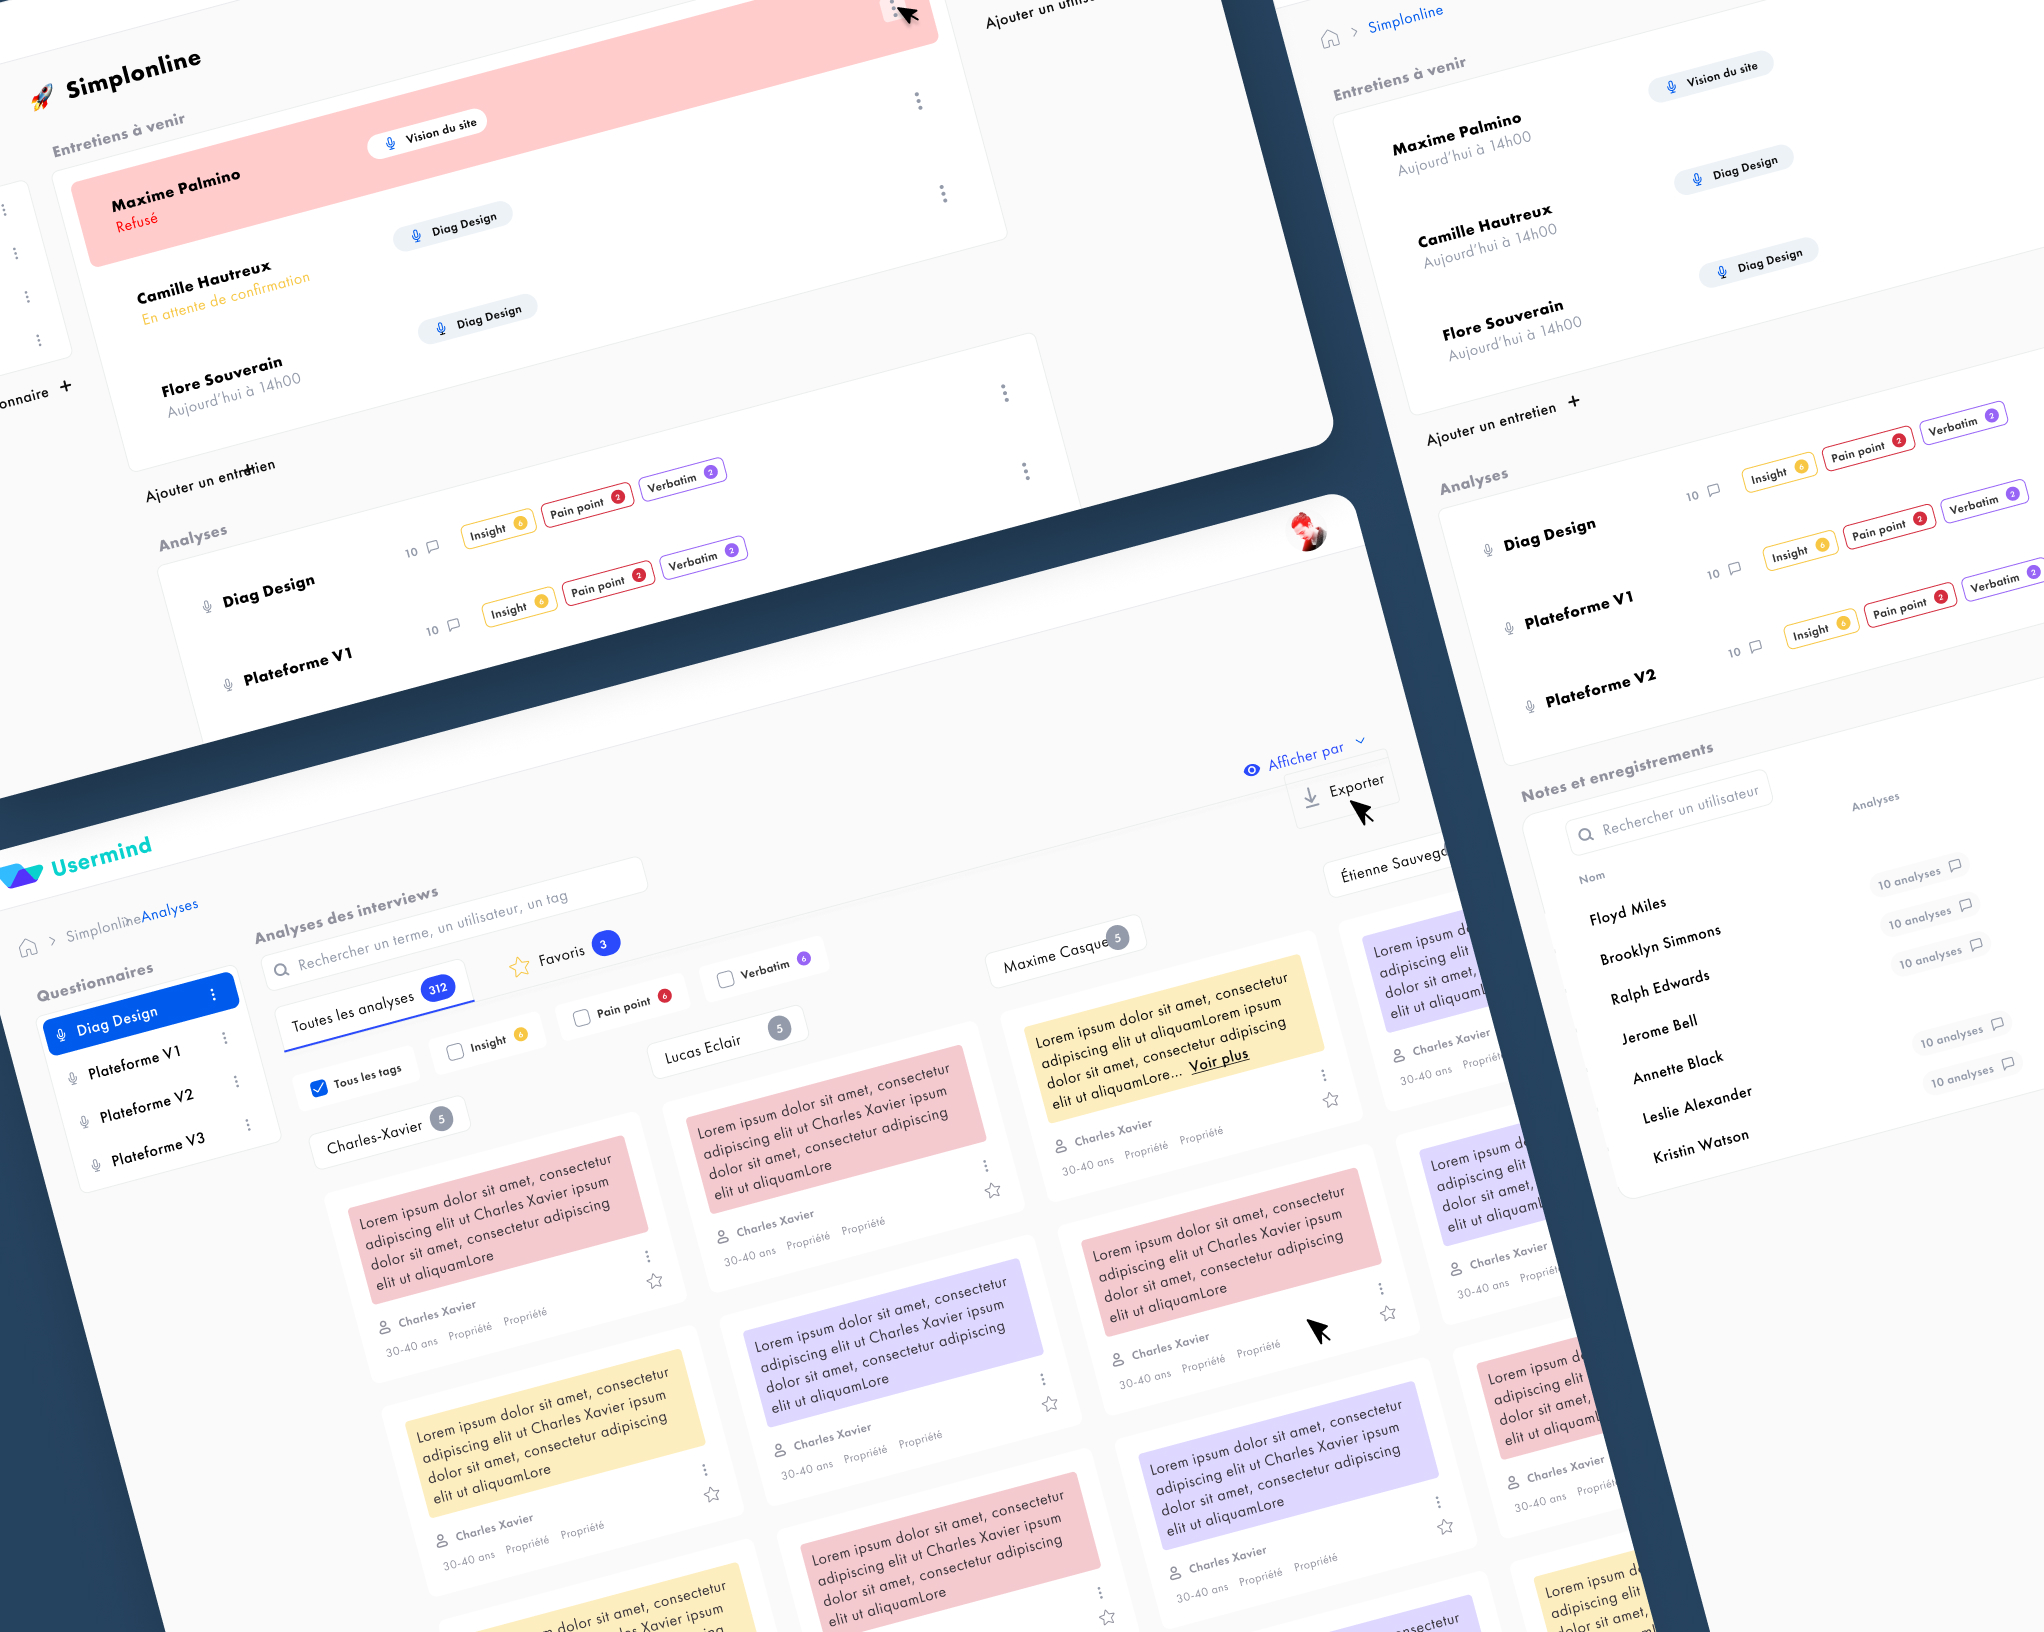 Simplonline
Entretiens à venir
Maxime Palmino
Refusé
Vision du site
Camille Hautreux
En attente de confirmation
Diag Design
Flore Souverain
Aujourd'hui à 14h00
Diag Design
Ajouter un entretien
Analyses
Diag Design
10
Insight 6
Pain point 2
Verbatim 2
Plateforme V1
10
Insight 6
Pain point 2
Verbatim 2
Ajouter un
Simplonline
Entretiens à venir
Maxime Palmino
Aujourd'hui à 14h00
Vision du site
Camille Hautreux
Aujourd'hui à 14h00
Diag Design
Flore Souverain
Aujourd'hui à 14h00
Diag Design
Ajouter un entretien +
Analyses
Diag Design
10
Insight 6
Pain point 2
Verbatim 2
Plateforme V1
10
Insight 6
Pain point 2
Verbatim 2
Plateforme V2
10
Insight 6
Pain point 2
Verbatim 2
Notes et enregistrements
Rechercher un utilisateur
Nom
Analyses
Floyd Miles
10 analyses
Brooklyn Simmons
10 analyses
Ralph Edwards
10 analyses
Jerome Bell
Annette Black
10 analyses
Leslie Alexander
10 analyses
Kristin Watson
Usermind
Simplonline
Analyses
Questionnaires
Diag Design
Plateforme V1
Plateforme V2
Plateforme V3
Analyses des interviews
Rechercher un terme, un utilisateur, un tag
Afficher par
Exporter
Toutes les analyses 312
Favoris 3
Tous les tags
Insight 6
Pain point 6
Verbatim 6
Charles-Xavier 5
Lorem ipsum dolor sit amet, consectetur
adipiscing elit ut Charles Xavier ipsum
dolor sit amet, consectetur adipiscing
elit ut aliquamLore
Charles Xavier
30-40 ans Propriété Propriété
Lorem ipsum dolor sit amet, consectetur
adipiscing elit ut Charles Xavier ipsum
dolor sit amet, consectetur adipiscing
elit ut aliquamLore
Charles Xavier
30-40 ans Propriété Propriété
dolor sit amet, consectetur
Xavier ipsum
Lucas Eclair 5
Lorem ipsum dolor sit amet, consectetur
adipiscing elit ut Charles Xavier ipsum
dolor sit amet, consectetur adipiscing
elit ut aliquamLore
Charles Xavier
30-40 ans Propriété Propriété
Lorem ipsum dolor sit amet, consectetur
adipiscing elit ut Charles Xavier ipsum
dolor sit amet, consectetur adipiscing
elit ut aliquamLore
Charles Xavier
30-40 ans Propriété Propriété
Lorem ipsum dolor sit amet, consectetur
adipiscing elit ut Charles Xavier ipsum
dolor sit amet, consectetur adipiscing
elit ut aliquamLore
Maxime Casque 5
Lorem ipsum dolor sit amet, consectetur
adipiscing elit ut aliquamLorem ipsum
dolor sit amet, consectetur adipiscing
elit ut aliquamLore... Voir plus
Charles Xavier
30-40 ans Propriété Propriété
Lorem ipsum dolor sit amet, consectetur
adipiscing elit ut Charles Xavier ipsum
dolor sit amet, consectetur adipiscing
elit ut aliquamLore
Charles Xavier
30-40 ans Propriété Propriété
Lorem ipsum dolor sit amet, consectetur
adipiscing elit ut Charles Xavier ipsum
dolor sit amet, consectetur adipiscing
elit ut aliquamLore
Charles Xavier
30-40 ans Propriété Propriété
Étienne
Lorem ipsum
adipiscing elit
dolor sit amet,
elit ut
Charles Xavier
30-40 ans
Lorem ipsum
adipiscing elit
dolor sit amet,
elit ut
Charles Xavier
30-40 ans
Lorem ipsum
adipiscing elit
dolor sit amet,
elit ut
Charles Xavier
30-40 ans
Lorem ipsum
adipiscing elit
dolor sit amet,